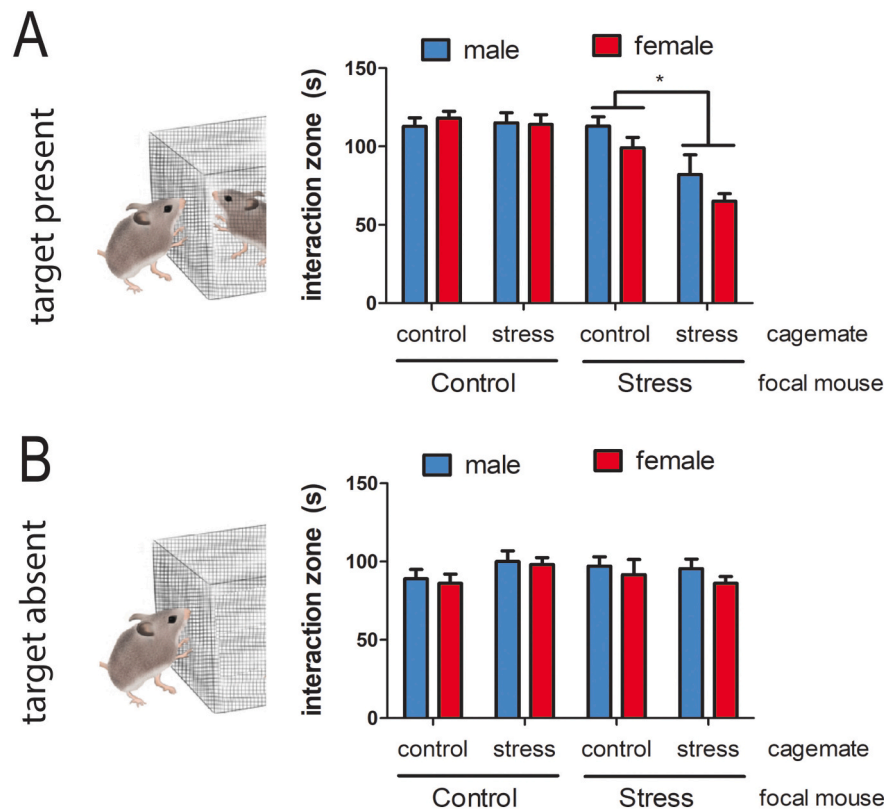 A
target present
male female
interaction zone (s)
150
*
100
50
0
control stress control stress cagemate
Control Stress focal mouse
B
target absent
male female
interaction zone (s)
150
100
50
0
control stress control stress cagemate
Control Stress focal mouse